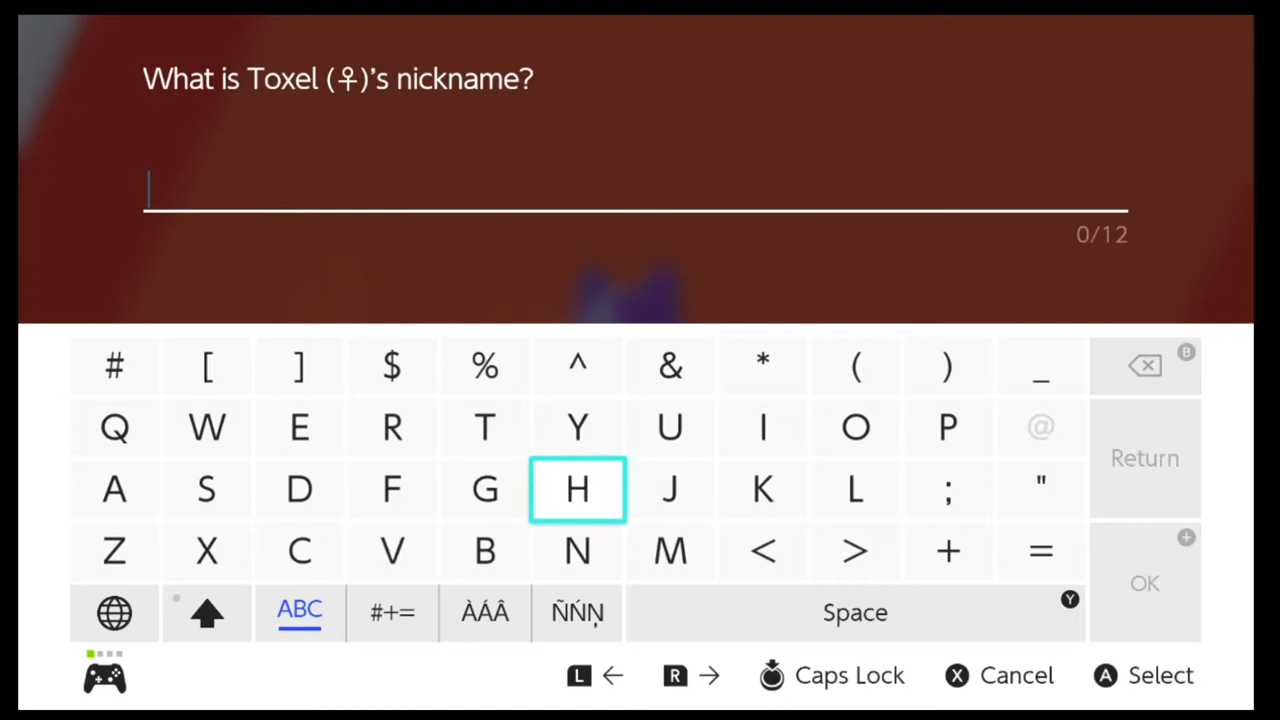 What is Toxel (♀)'s nickname?
0/12
# [ ] $ % ^ & * ( ) _ B
Q W E R T Y U I O P @ Return
A S D F G H J K L ; "
Z X C V B N M < > + = OK +
ABC #+= ÀÁÂ ÑŃŅ Space Y
L ← R → Caps Lock X Cancel A Select